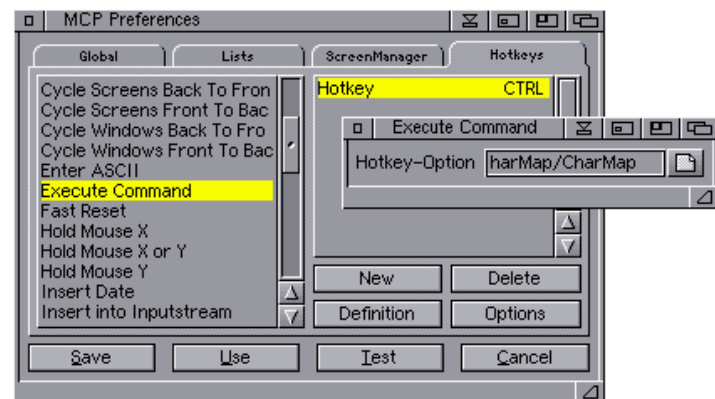 MCP Preferences
Global Lists ScreenManager Hotkeys
Cycle Screens Back To Fron
Cycle Screens Front To Bac
Cycle Windows Back To Fro
Cycle Windows Front To Bac
Enter ASCII
Execute Command
Fast Reset
Hold Mouse X
Hold Mouse X or Y
Hold Mouse Y
Insert Date
Insert into Inputstream
Hotkey CTRL
Execute Command
Hotkey-Option harMap/CharMap
New Delete
Definition Options
Save Use Test Cancel